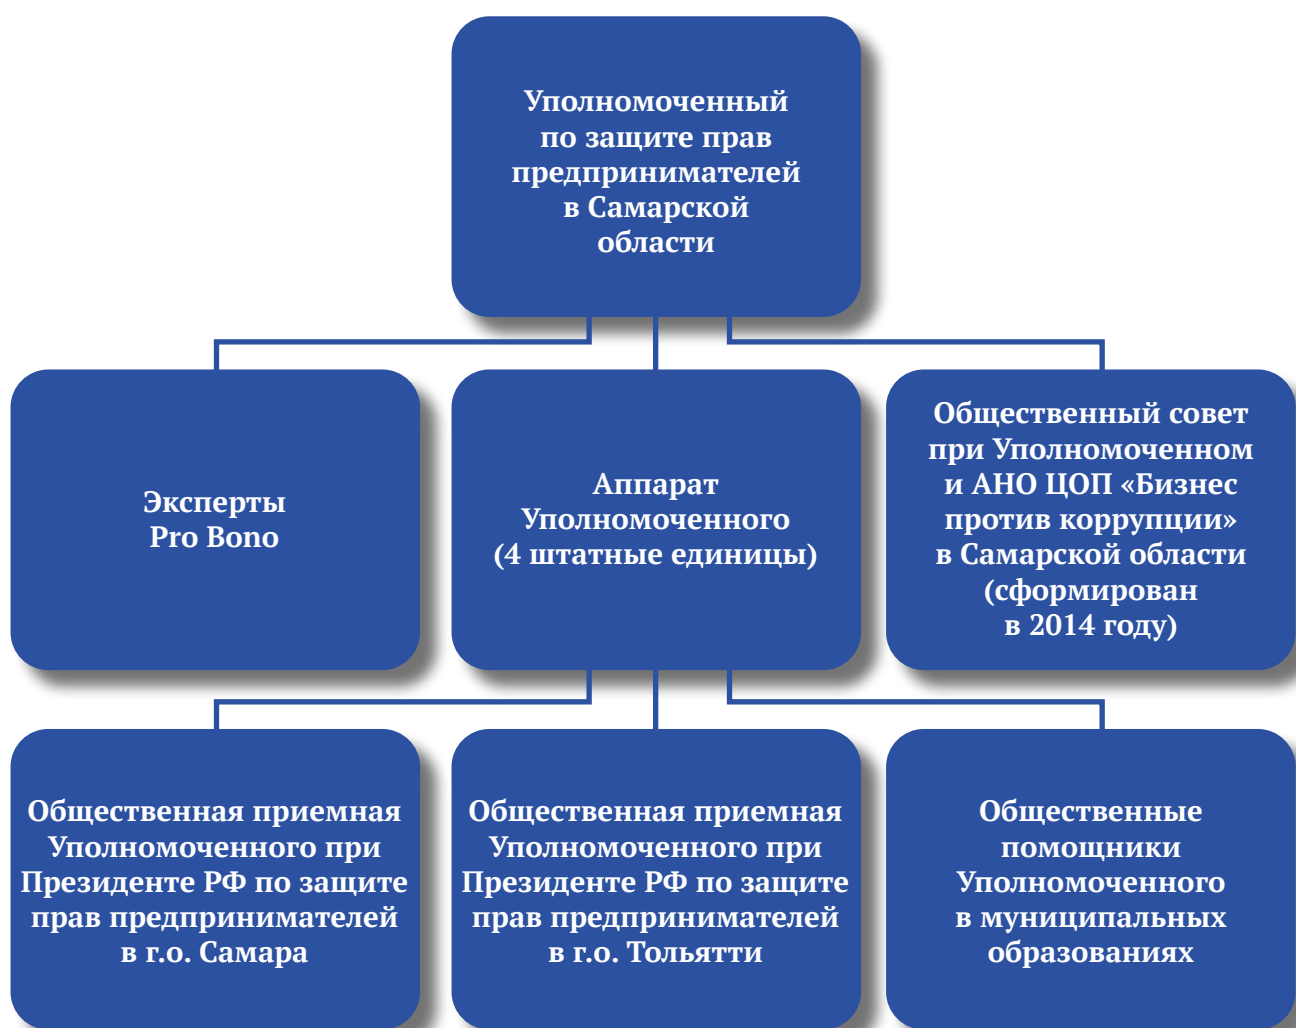 Уполномоченный
по защите прав
предпринимателей
в Самарской
области
Эксперты
Pro Bono
Аппарат
Уполномоченного
(4 штатные единицы)
Общественный совет
при Уполномоченном
и АНО ЦОП «Бизнес
против коррупции»
в Самарской области
(сформирован
в 2014 году)
Общественная приемная
Уполномоченного при
Президенте РФ по защите
прав предпринимателей
в г.о. Самара
Общественная приемная
Уполномоченного при
Президенте РФ по защите
прав предпринимателей
в г.о. Тольятти
Общественные
помощники
Уполномоченного
в муниципальных
образованиях